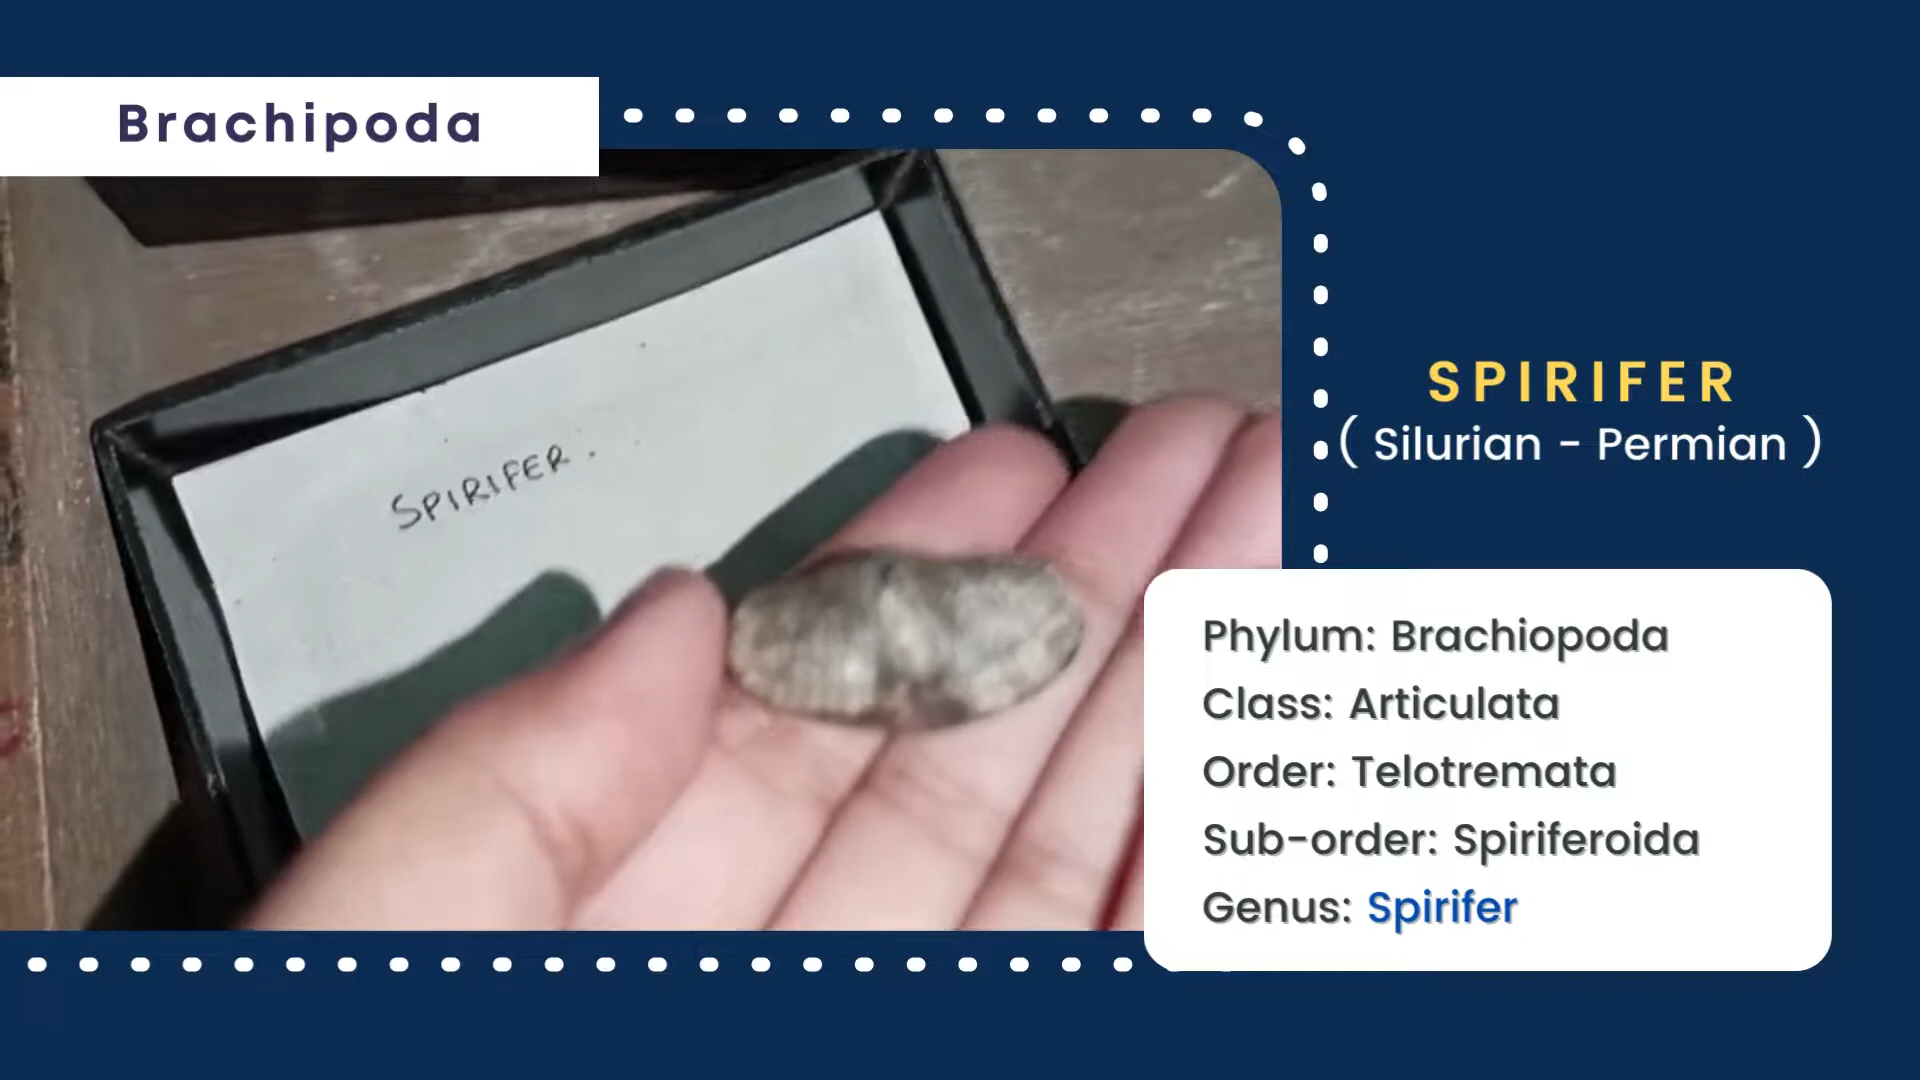 Brachipoda
SPIRIFER.
SPIRIFER
( Silurian - Permian )
Phylum: Brachiopoda
Class: Articulata
Order: Telotremata
Sub-order: Spiriferoida
Genus: Spirifer